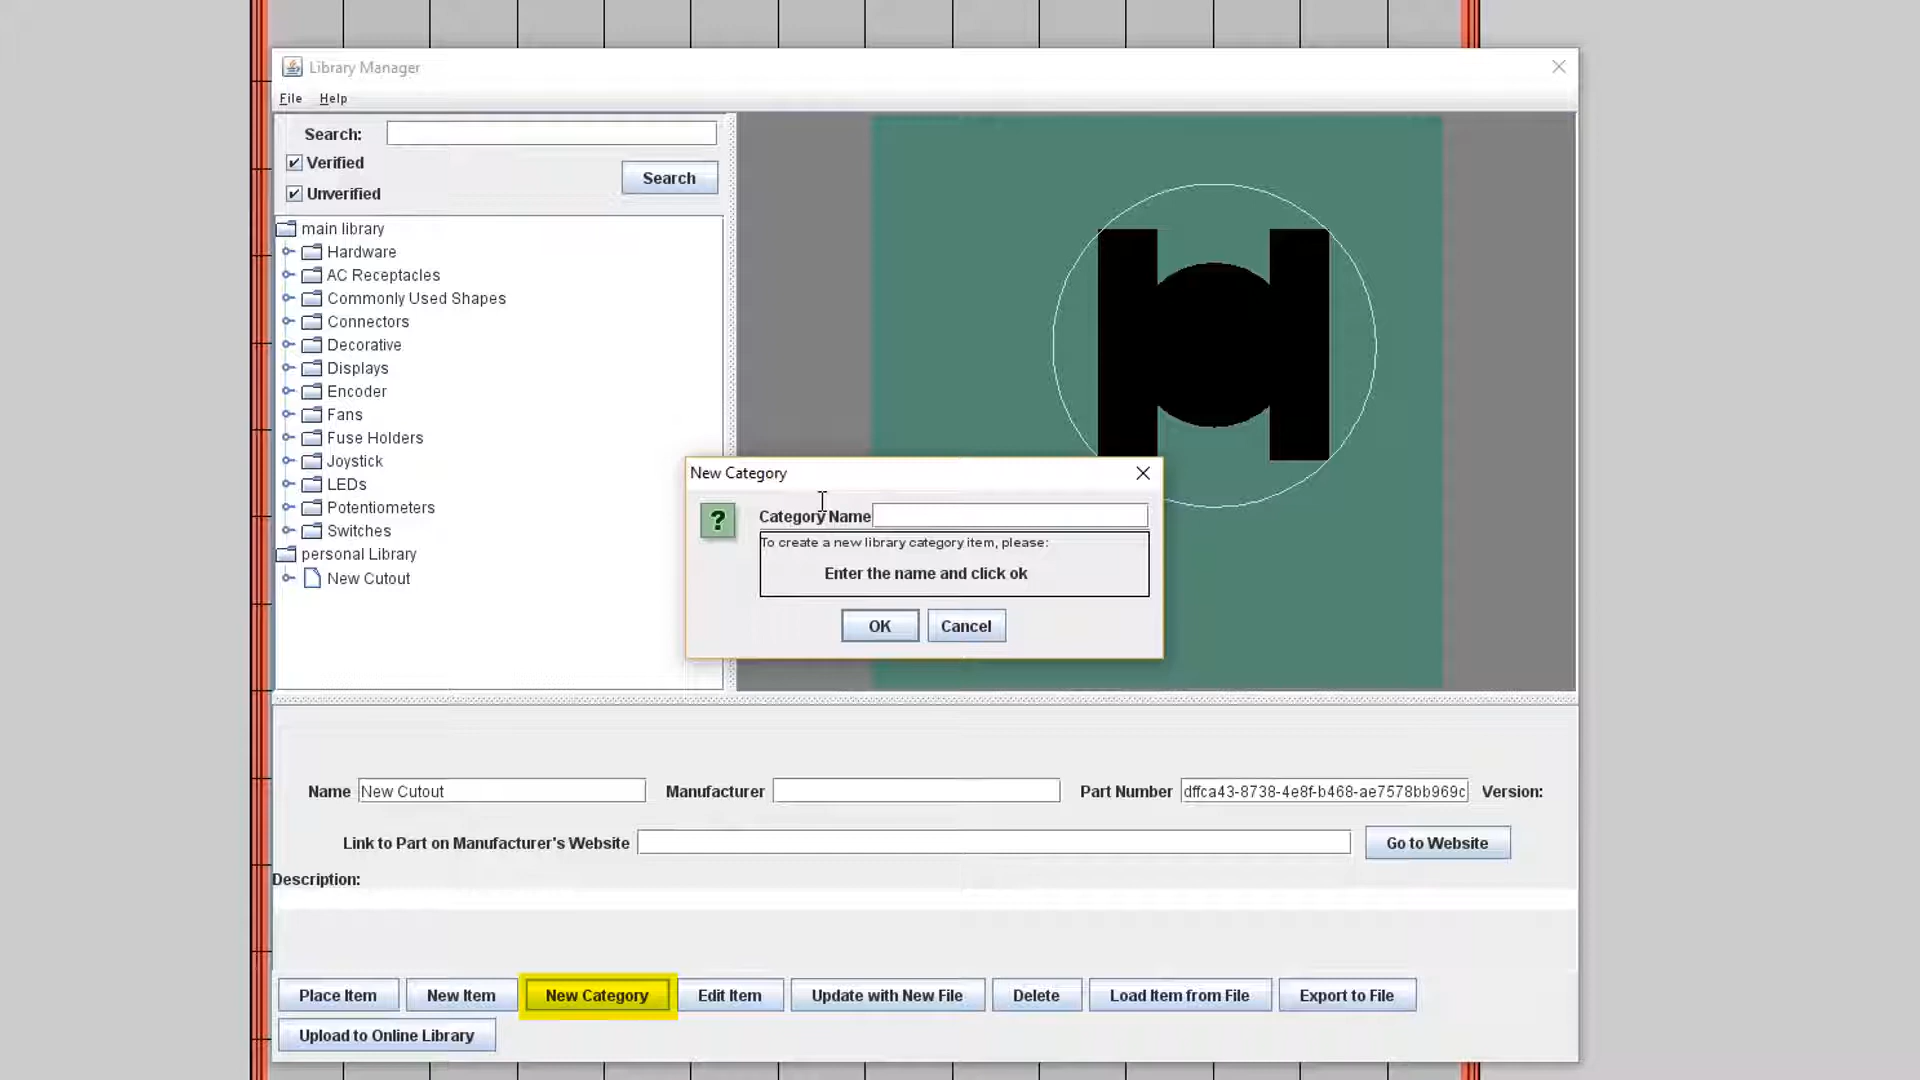 Library Manager
File Help
Search:
Verified
Search
Unverified
main library
Hardware
AC Receptacles
Commonly Used Shapes
Connectors
Decorative
Displays
Encoder
Fans
Fuse Holders
Joystick
LEDs
Potentiometers
Switches
personal Library
New Cutout
New Category
?
Category Name
To create a new library category item, please:
Enter the name and click ok
OK Cancel
Name New Cutout Manufacturer Part Number dffca43-8738-4e8f-b468-ae7578bb969c Version:
Link to Part on Manufacturer's Website Go to Website
Description:
Place Item New Item New Category Edit Item Update with New File Delete Load Item from File Export to File
Upload to Online Library